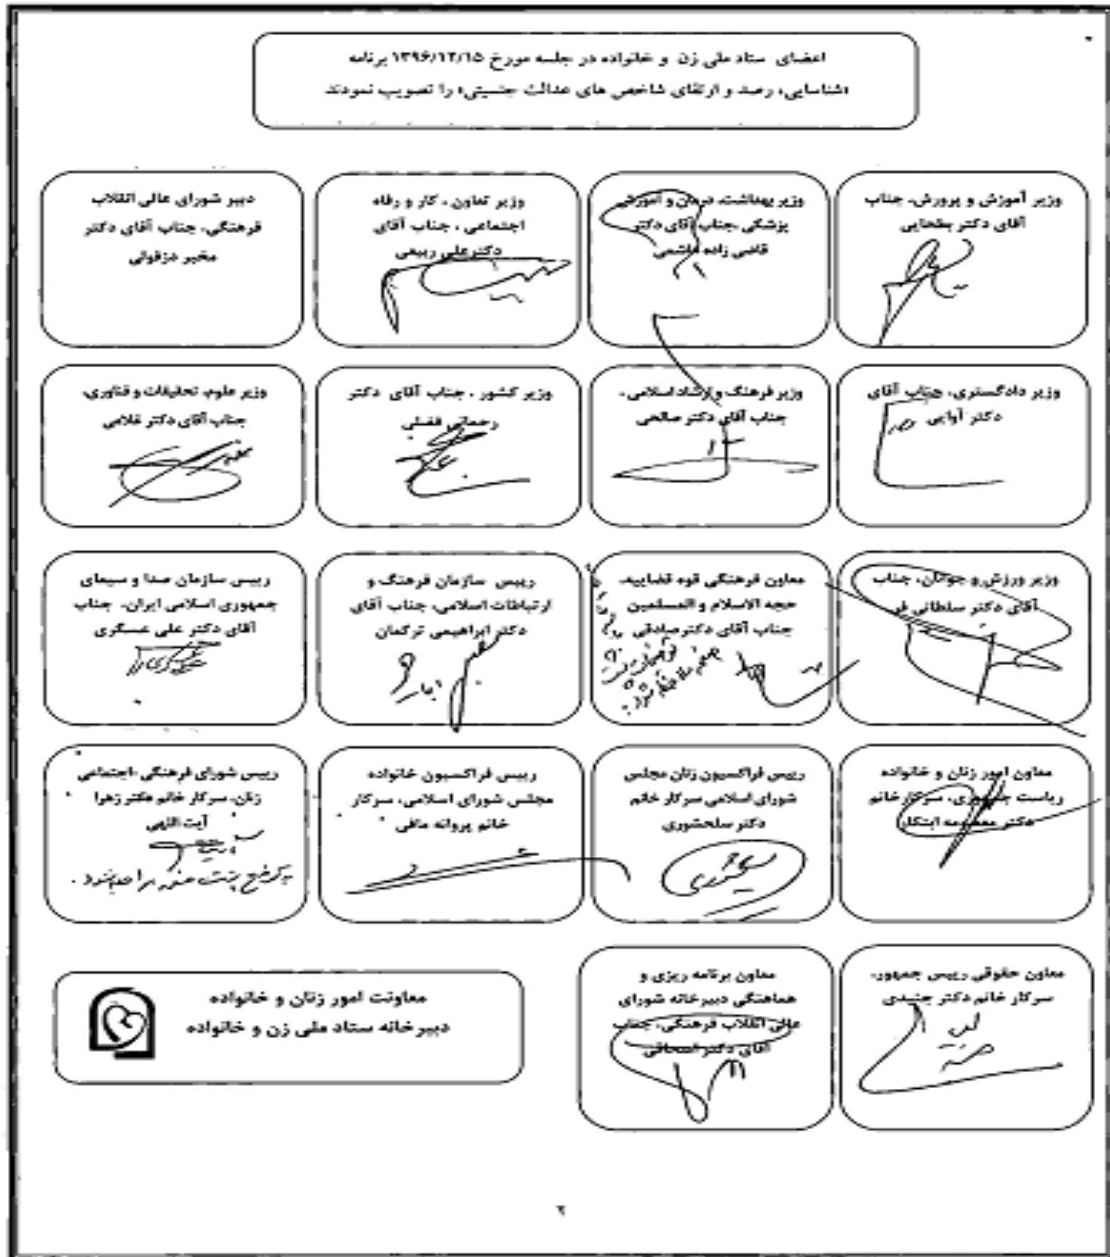 اعضای ستاد ملی زن و خانواده در جلسه مورخ ۱۳۹۶/۱۲/۱۵ برنامه
«شناسایی، رصد و ارتقای شاخص های عدالت جنسیتی» را تصویب نمودند
وزیر آموزش و پرورش، جناب
آقای دکتر بطحایی
وزیر بهداشت، درمان و آموزش
پزشکی، جناب آقای دکتر
قاضی زاده هاشمی
وزیر تعاون، کار و رفاه
اجتماعی، جناب آقای
دکتر علی ربیعی
دبیر شورای عالی انقلاب
فرهنگی، جناب آقای دکتر
مخبر دزفولی
وزیر دادگستری، جناب آقای
دکتر آوایی
وزیر فرهنگ و ارشاد اسلامی،
جناب آقای دکتر صالحی
وزیر کشور، جناب آقای دکتر
رحمانی فضلی
وزیر علوم، تحقیقات و فناوری،
جناب آقای دکتر غلامی
وزیر ورزش و جوانان، جناب
آقای دکتر سلطانی فر
معاون فرهنگی قوه قضاییه،
حجه الاسلام و المسلمین
جناب آقای دکتر صادقی
رییس سازمان فرهنگ و
ارتباطات اسلامی، جناب آقای
دکتر ابراهیمی ترکمان
رییس سازمان صدا و سیمای
جمهوری اسلامی ایران، جناب
آقای دکتر علی عسگری
معاون امور زنان و خانواده
ریاست جمهوری، سرکار خانم
دکتر معصومه ابتکار
رییس فراکسیون زنان مجلس
شورای اسلامی سرکار خانم
دکتر سلحشوری
رییس فراکسیون خانواده
مجلس شورای اسلامی، سرکار
خانم پروانه مافی
رییس شورای فرهنگی، اجتماعی
زنان، سرکار خانم دکتر زهرا
آیت اللهی
معاون حقوقی رییس جمهور،
سرکار خانم دکتر جنیدی
معاون برنامه ریزی و
هماهنگی دبیرخانه شورای
عالی انقلاب فرهنگی، جناب
آقای دکتر اسحاقی
معاونت امور زنان و خانواده
دبیرخانه ستاد ملی زن و خانواده
۲